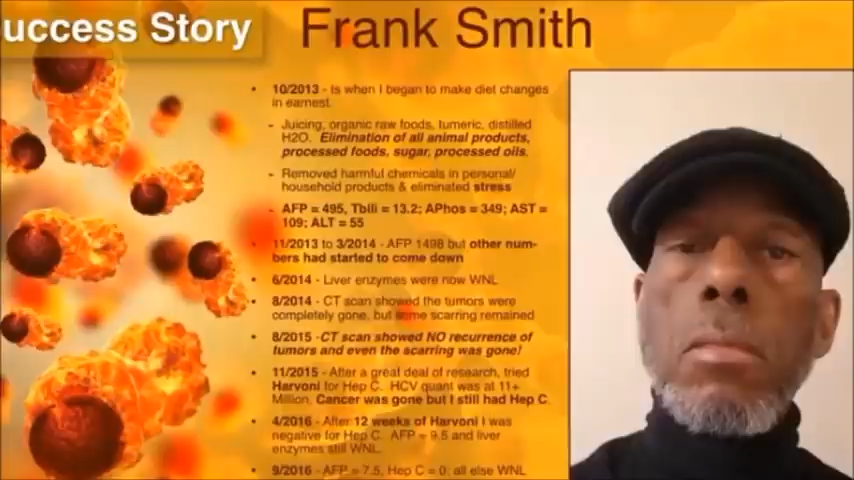 uccess Story
Frank Smith
• 10/2013 - Is when I began to make diet changes
in earnest.
- Juicing, organic raw foods, tumeric, distilled
H2O. Elimination of all animal products,
processed foods, sugar, processed oils.
- Removed harmful chemicals in personal/
household products & eliminated stress
- AFP = 495, Tbili = 13.2; APhos = 349; AST =
109; ALT = 55
• 11/2013 to 3/2014 - AFP 1498 but other num-
bers had started to come down
• 6/2014 - Liver enzymes were now WNL
• 8/2014 - CT scan showed the tumors were
completely gone, but some scarring remained
• 8/2015 -CT scan showed NO recurrence of
tumors and even the scarring was gone!
• 11/2015 - After a great deal of research, tried
Harvoni for Hep C. HCV quant was at 11+
Million. Cancer was gone but I still had Hep C.
• 4/2016 - After 12 weeks of Harvoni I was
negative for Hep C. AFP = 9.5 and liver
enzymes still WNL.
• 9/2016 - AFP = 7.5, Hep C = 0; all else WNL